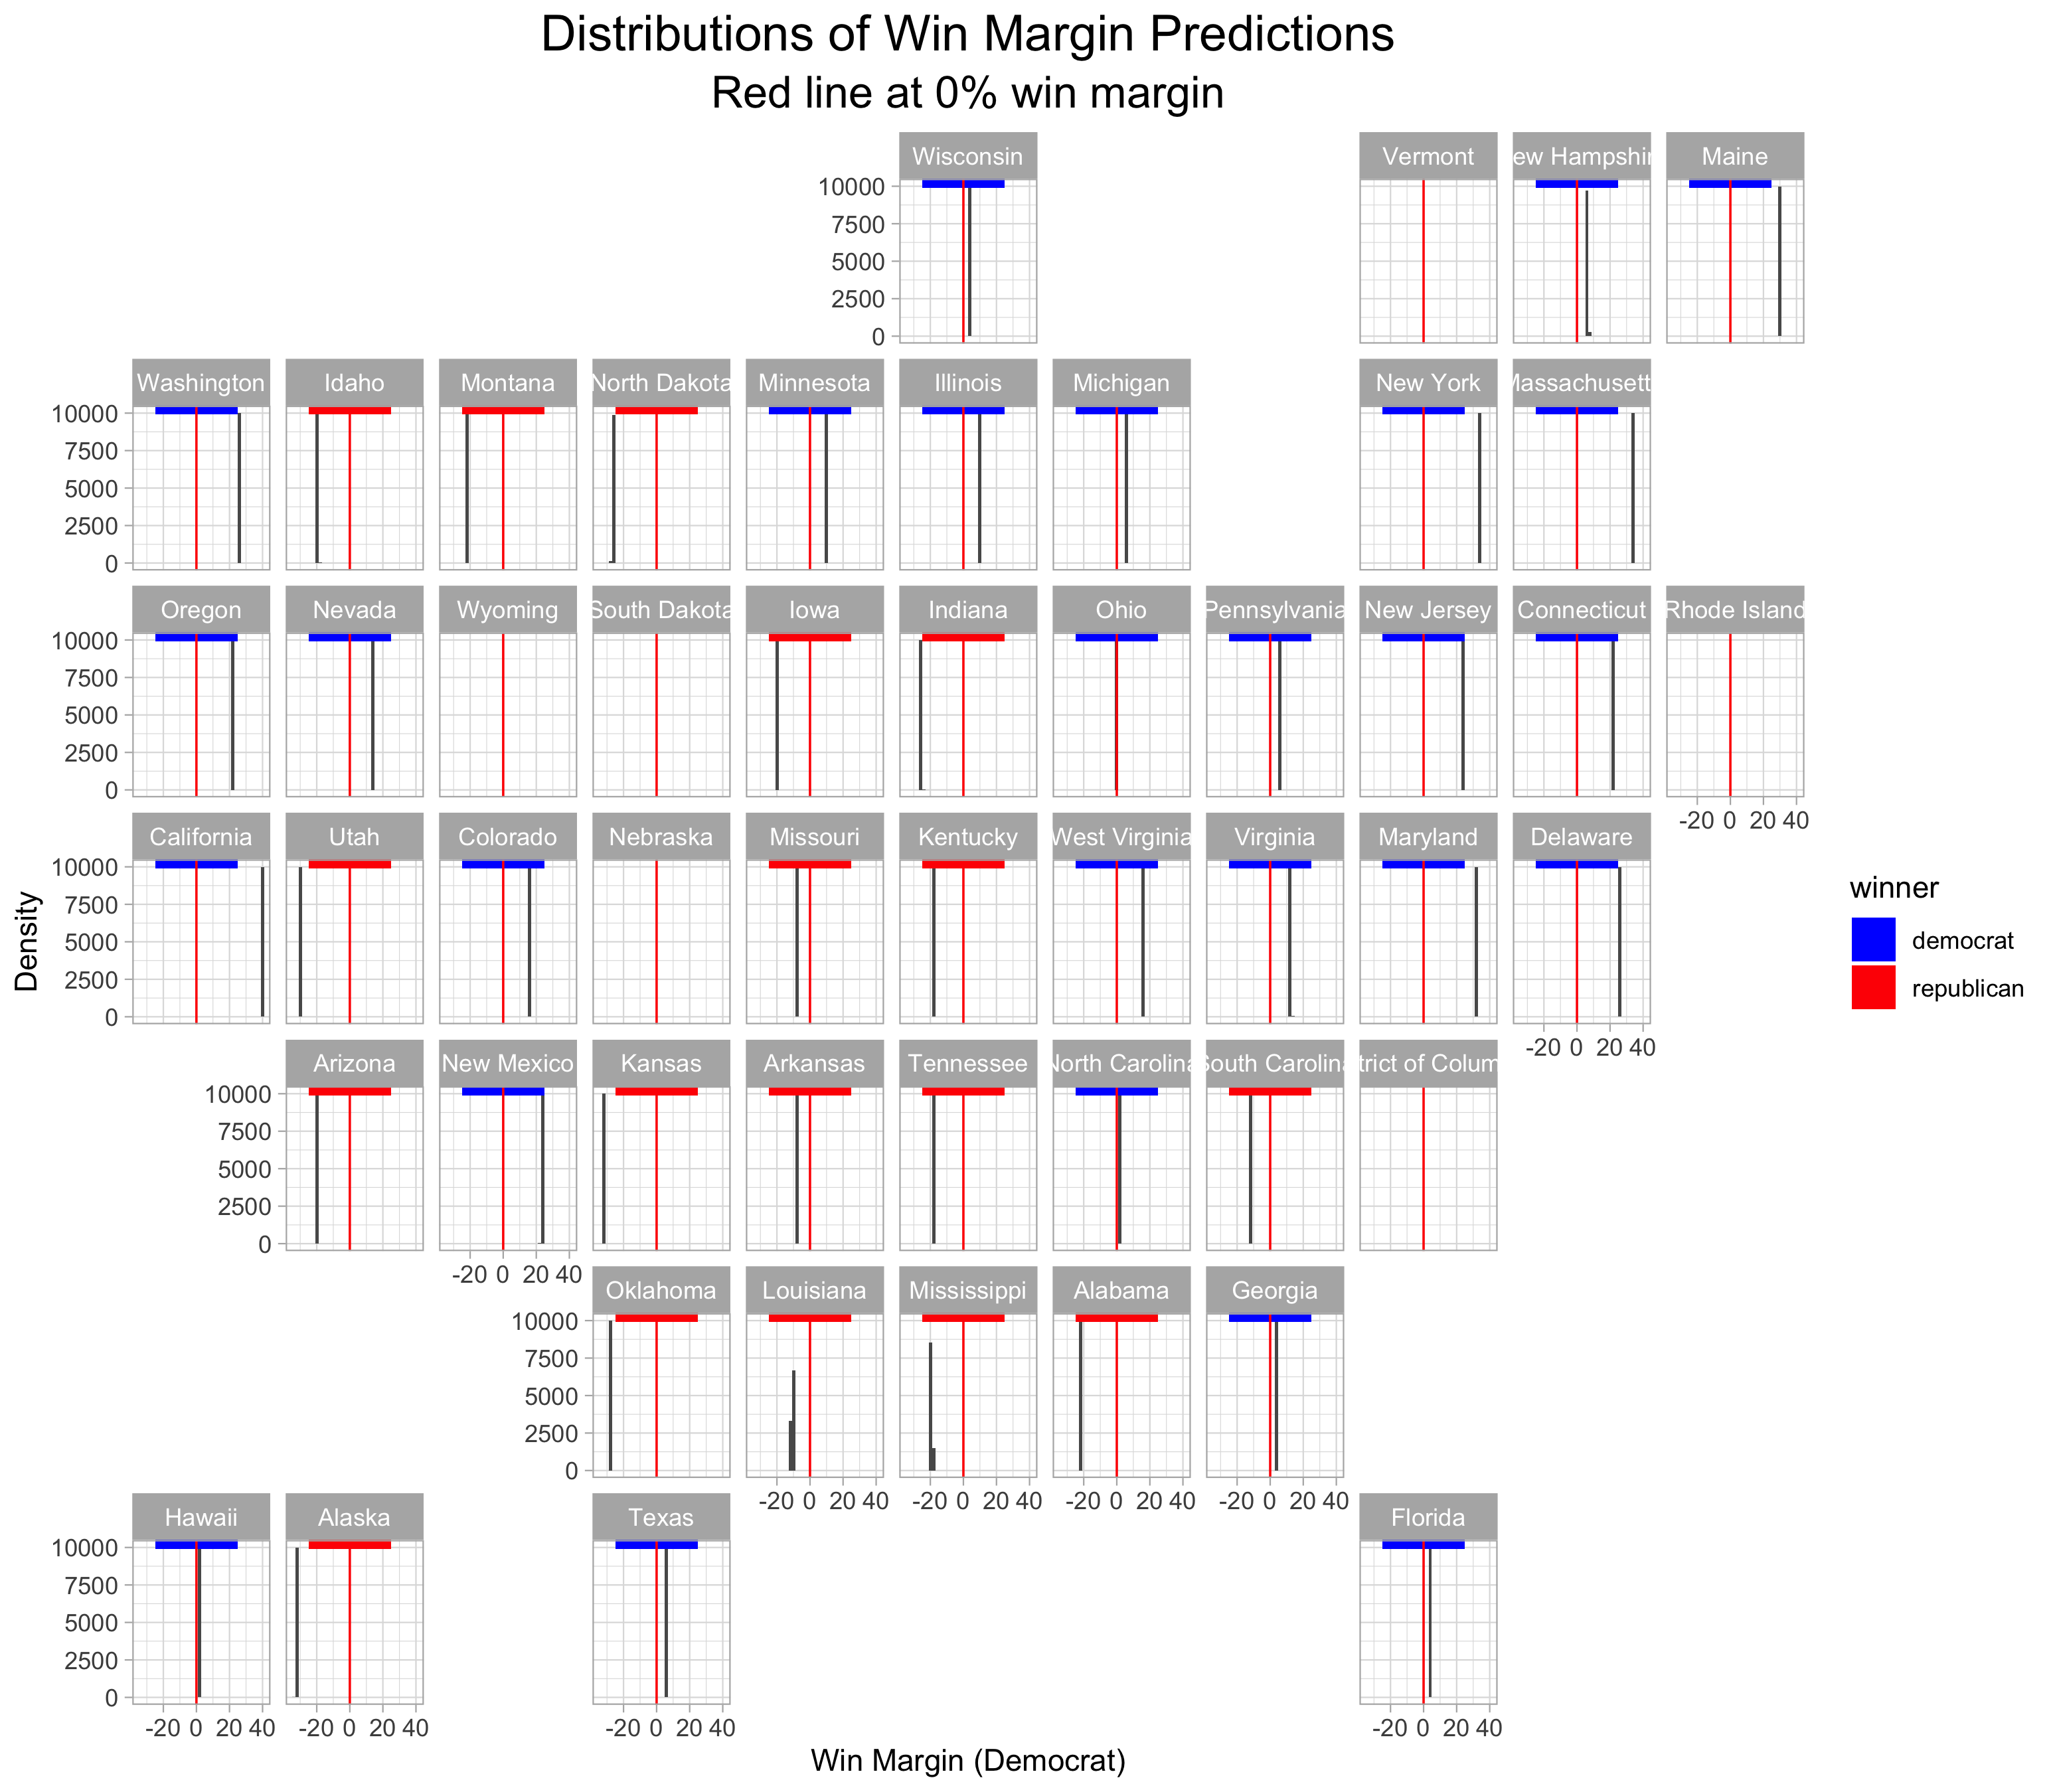 Distributions of Win Margin Predictions
Red line at 0% win margin
Wisconsin
Vermont
ew Hampshir
Maine
10000
7500
5000
2500
0
Washington
Idaho
Montana
North Dakota
Minnesota
Illinois
Michigan
New York
Massachusett
10000
7500
5000
2500
0
Oregon
Nevada
Wyoming
South Dakota
Iowa
Indiana
Ohio
Pennsylvania
New Jersey
Connecticut
Rhode Island
10000
7500
5000
2500
0
-20 0 20 40
California
Utah
Colorado
Nebraska
Missouri
Kentucky
West Virginia
Virginia
Maryland
Delaware
10000
7500
5000
2500
0
-20 0 20 40
Density
winner
democrat
republican
Arizona
New Mexico
Kansas
Arkansas
Tennessee
North Carolina
South Carolina
trict of Colum
10000
7500
5000
2500
0
-20 0 20 40
Oklahoma
Louisiana
Mississippi
Alabama
Georgia
10000
7500
5000
2500
0
-20 0 20 40
-20 0 20 40
-20 0 20 40
-20 0 20 40
Hawaii
Alaska
Texas
Florida
10000
7500
5000
2500
0
-20 0 20 40
-20 0 20 40
-20 0 20 40
-20 0 20 40
Win Margin (Democrat)